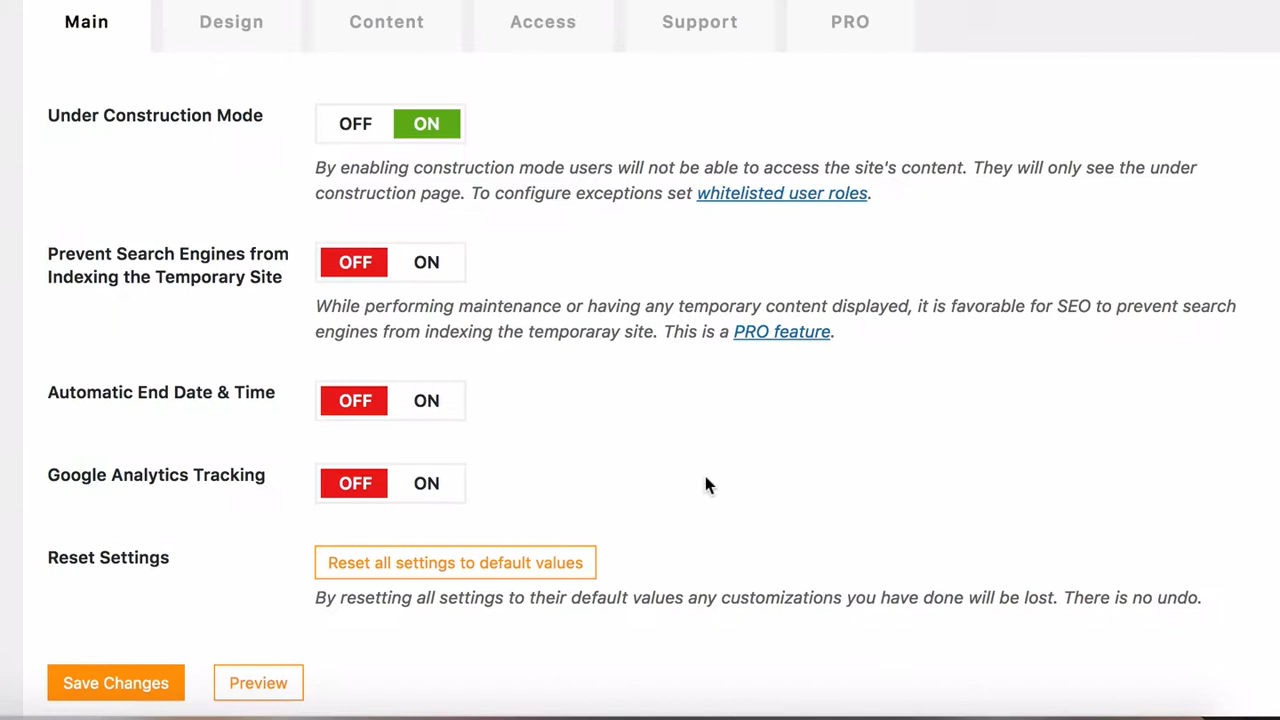 Main
Design
Content
Access
Support
PRO
Under Construction Mode
OFF ON
By enabling construction mode users will not be able to access the site's content. They will only see the under
construction page. To configure exceptions set whitelisted user roles.
Prevent Search Engines from
Indexing the Temporary Site
OFF ON
While performing maintenance or having any temporary content displayed, it is favorable for SEO to prevent search
engines from indexing the temporaray site. This is a PRO feature.
Automatic End Date & Time
OFF ON
Google Analytics Tracking
OFF ON
Reset Settings
Reset all settings to default values
By resetting all settings to their default values any customizations you have done will be lost. There is no undo.
Save Changes
Preview